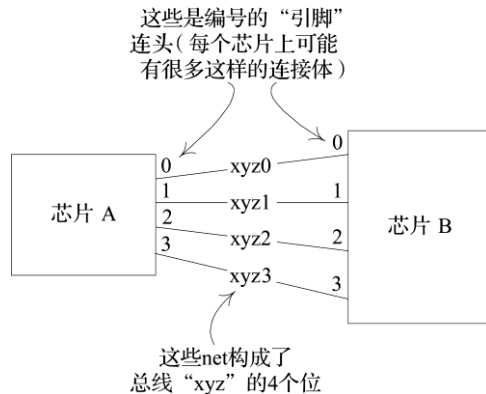 这些是编号的“引脚”
连头（每个芯片上可能
有很多这样的连接体）
0
xyz0
0
芯片 A
1
xyz1
1
芯片 B
2
xyz2
2
3
xyz3
3
这些net构成了
总线“xyz”的4个位